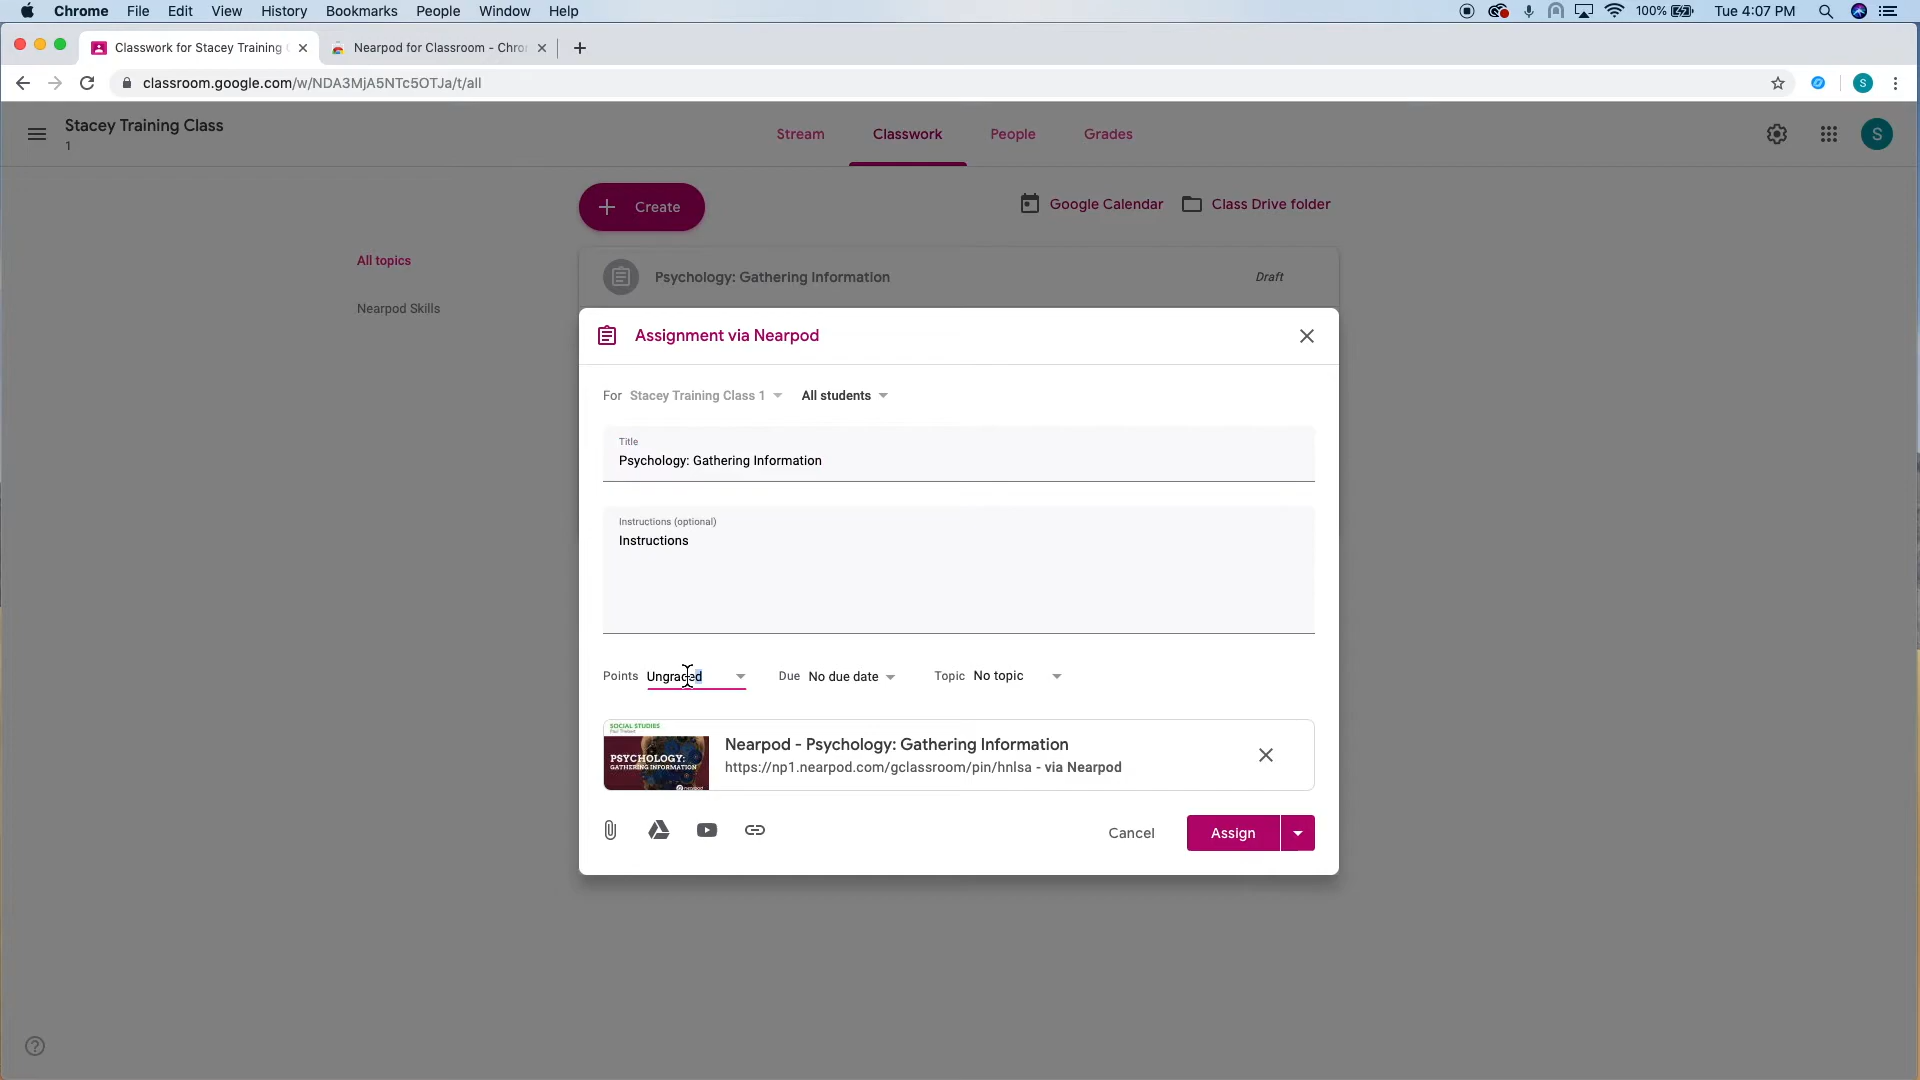 Chrome File Edit View History Bookmarks People Window Help 100% Tue 4:07 PM
Classwork for Stacey Training Nearpod for Classroom - Chro
classroom.google.com/w/NDA3MjA5NTc5OTJa/t/all S
Stacey Training Class
1
Stream Classwork People Grades S
Create Google Calendar Class Drive folder
All topics
Psychology: Gathering Information Draft
Nearpod Skills
Assignment via Nearpod
For Stacey Training Class 1 All students
Title
Psychology: Gathering Information
Instructions (optional)
Instructions
Points Ungraded Due No due date Topic No topic
SOCIAL STUDIES
PSYCHOLOGY:
GATHERING INFORMATION
nearpod
Nearpod - Psychology: Gathering Information
https://np1.nearpod.com/gclassroom/pin/hnlsa - via Nearpod
Cancel Assign